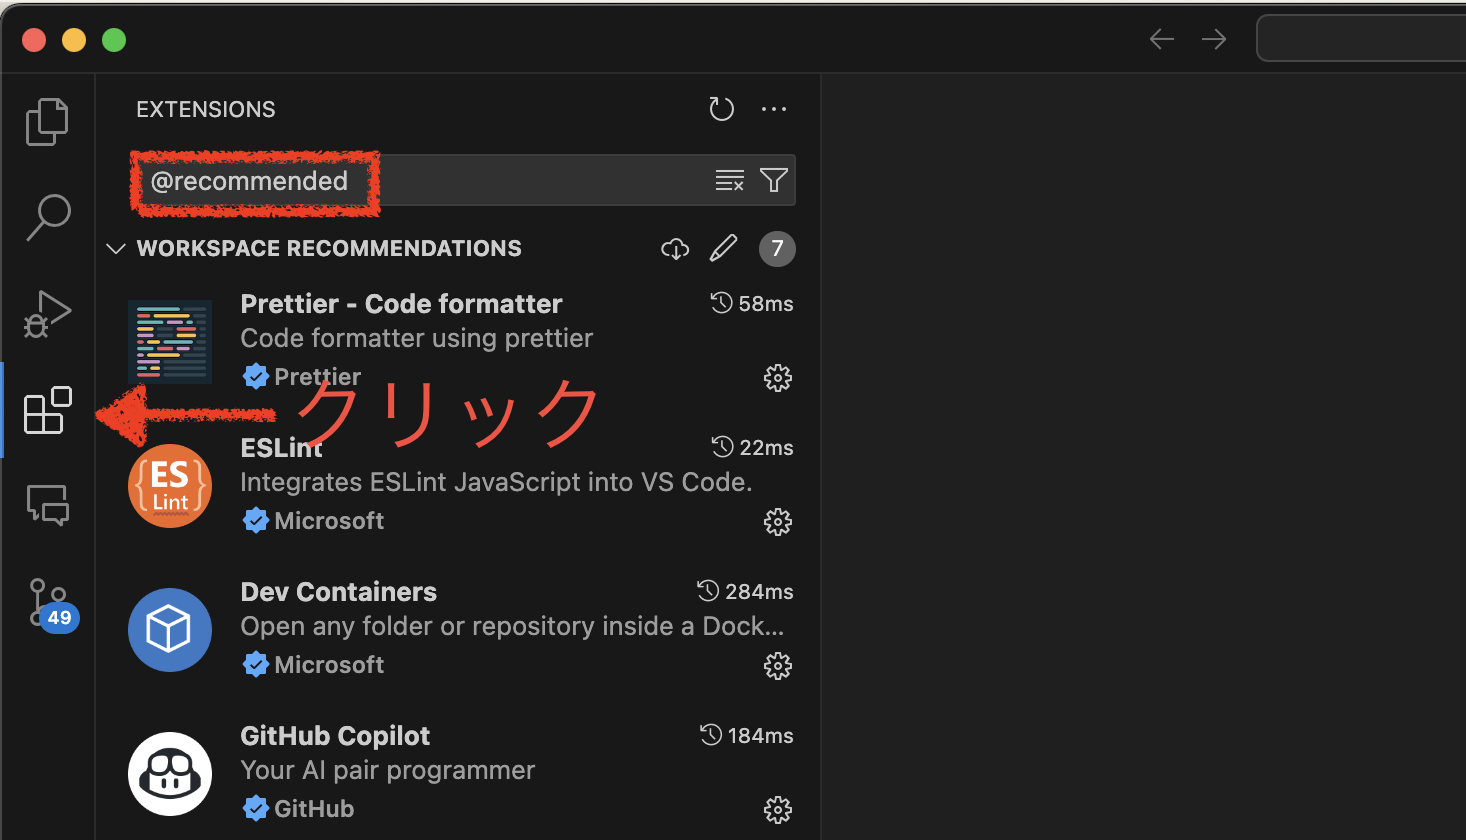 EXTENSIONS
@recommended
WORKSPACE RECOMMENDATIONS
7
Prettier - Code formatter
58ms
Code formatter using prettier
Prettier
クリック
ESLint
22ms
Integrates ESLint JavaScript into VS Code.
ES
Lint
Microsoft
Dev Containers
284ms
Open any folder or repository inside a Dock...
49
Microsoft
GitHub Copilot
184ms
Your AI pair programmer
GitHub